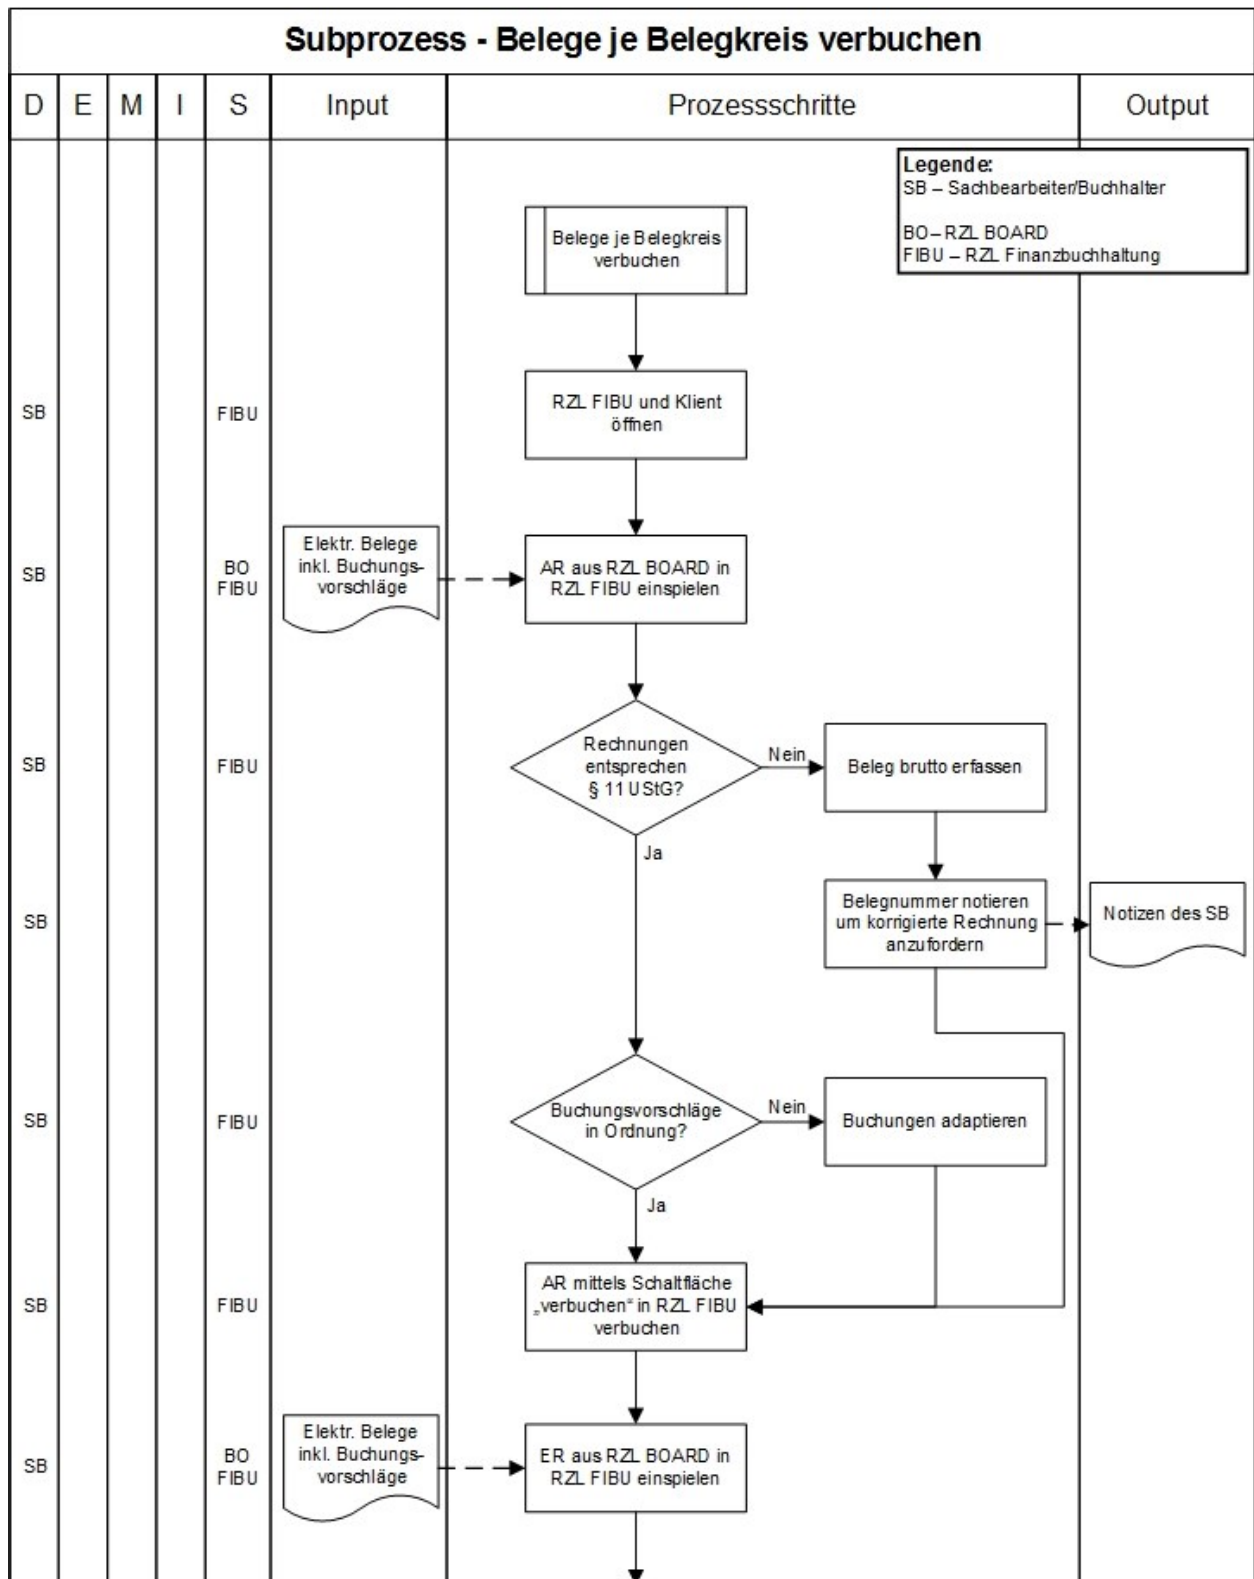 Subprozess - Belege je Belegkreis verbuchen
D E M I S Input Prozessschritte Output
Legende:
SB – Sachbearbeiter/Buchhalter
BO– RZL BOARD
FIBU – RZL Finanzbuchhaltung
Belege je Belegkreis
verbuchen
SB
FIBU
RZL FIBU und Klient
öffnen
SB
BO
FIBU
Elektr. Belege
inkl. Buchungs-
vorschläge
AR aus RZL BOARD in
RZL FIBU einspielen
SB
FIBU
Rechnungen
entsprechen
§ 11 UStG?
Nein
Beleg brutto erfassen
Ja
SB
Belegnummer notieren
um korrigierte Rechnung
anzufordern
Notizen des SB
SB
FIBU
Buchungsvorschläge
in Ordnung?
Nein
Buchungen adaptieren
Ja
SB
FIBU
AR mittels Schaltfläche
„verbuchen“ in RZL FIBU
verbuchen
SB
BO
FIBU
Elektr. Belege
inkl. Buchungs-
vorschläge
ER aus RZL BOARD in
RZL FIBU einspielen